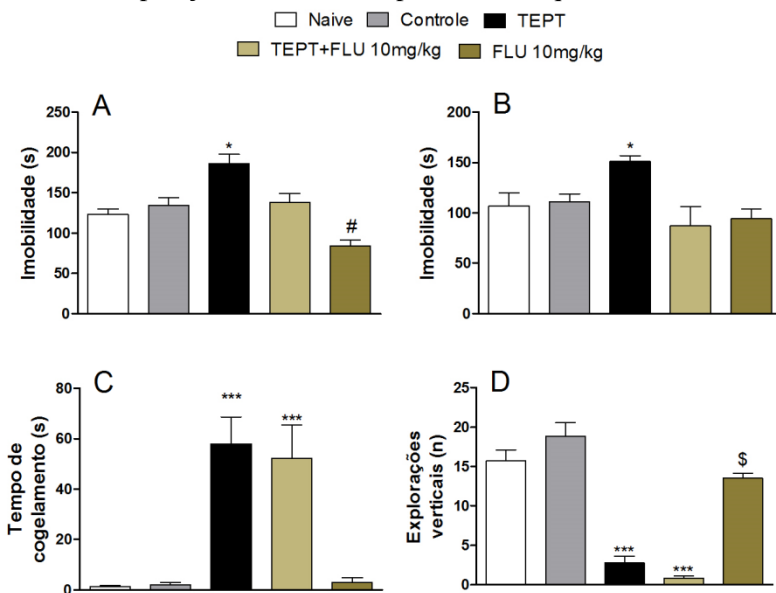 Naive Controle TEPT
TEPT+FLU 10mg/kg FLU 10mg/kg
A
Imobilidade (s)
250
200
150
100
50
0
*
#
B
Imobilidade (s)
200
150
100
50
0
*
C
Tempo de
cogelamento (s)
80
60
40
20
0
***
***
D
Explorações
verticais (n)
25
20
15
10
5
0
***
***
$